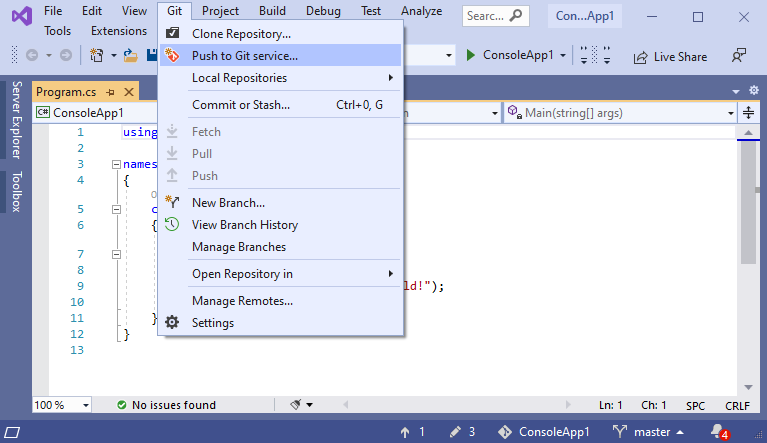 File Edit View Git Project Build Debug Test Analyze Searc... Con...App1
Tools Extensions
Clone Repository...
Push to Git service...
Local Repositories
Commit or Stash... Ctrl+0, G
Fetch
Pull
Push
New Branch...
View Branch History
Manage Branches
Open Repository in
Manage Remotes...
Settings
ConsoleApp1 Live Share
Server Explorer
Toolbox
Program.cs
C# ConsoleApp1 Main(string[] args)
1 using
2
3 names
4 {
5 c
6 {
7
8
9 ld!");
10
11 }
12 }
13
100 % No issues found Ln: 1 Ch: 1 SPC CRLF
1 3 ConsoleApp1 master 4